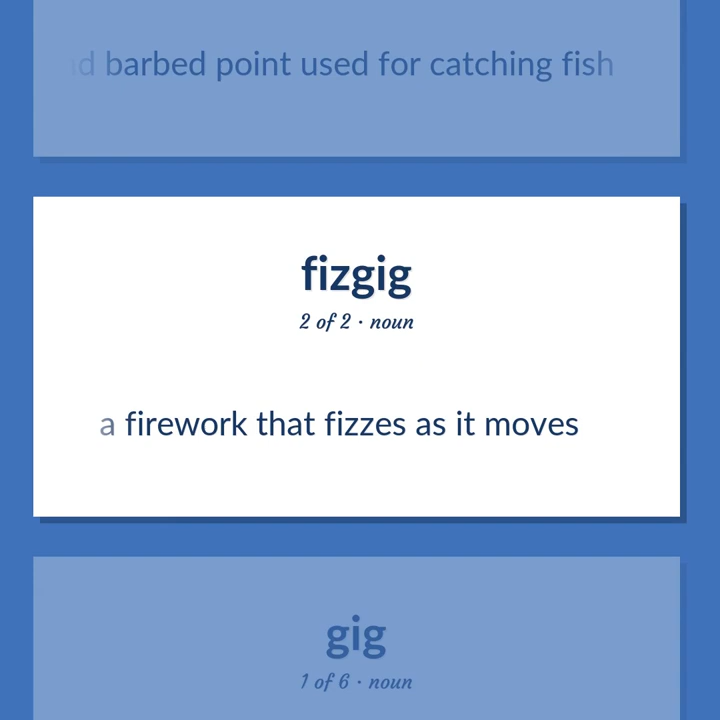 barbed point used for catching fish
fizgig
2 of 2 · noun
a firework that fizzes as it moves
gig
1 of 6 · noun